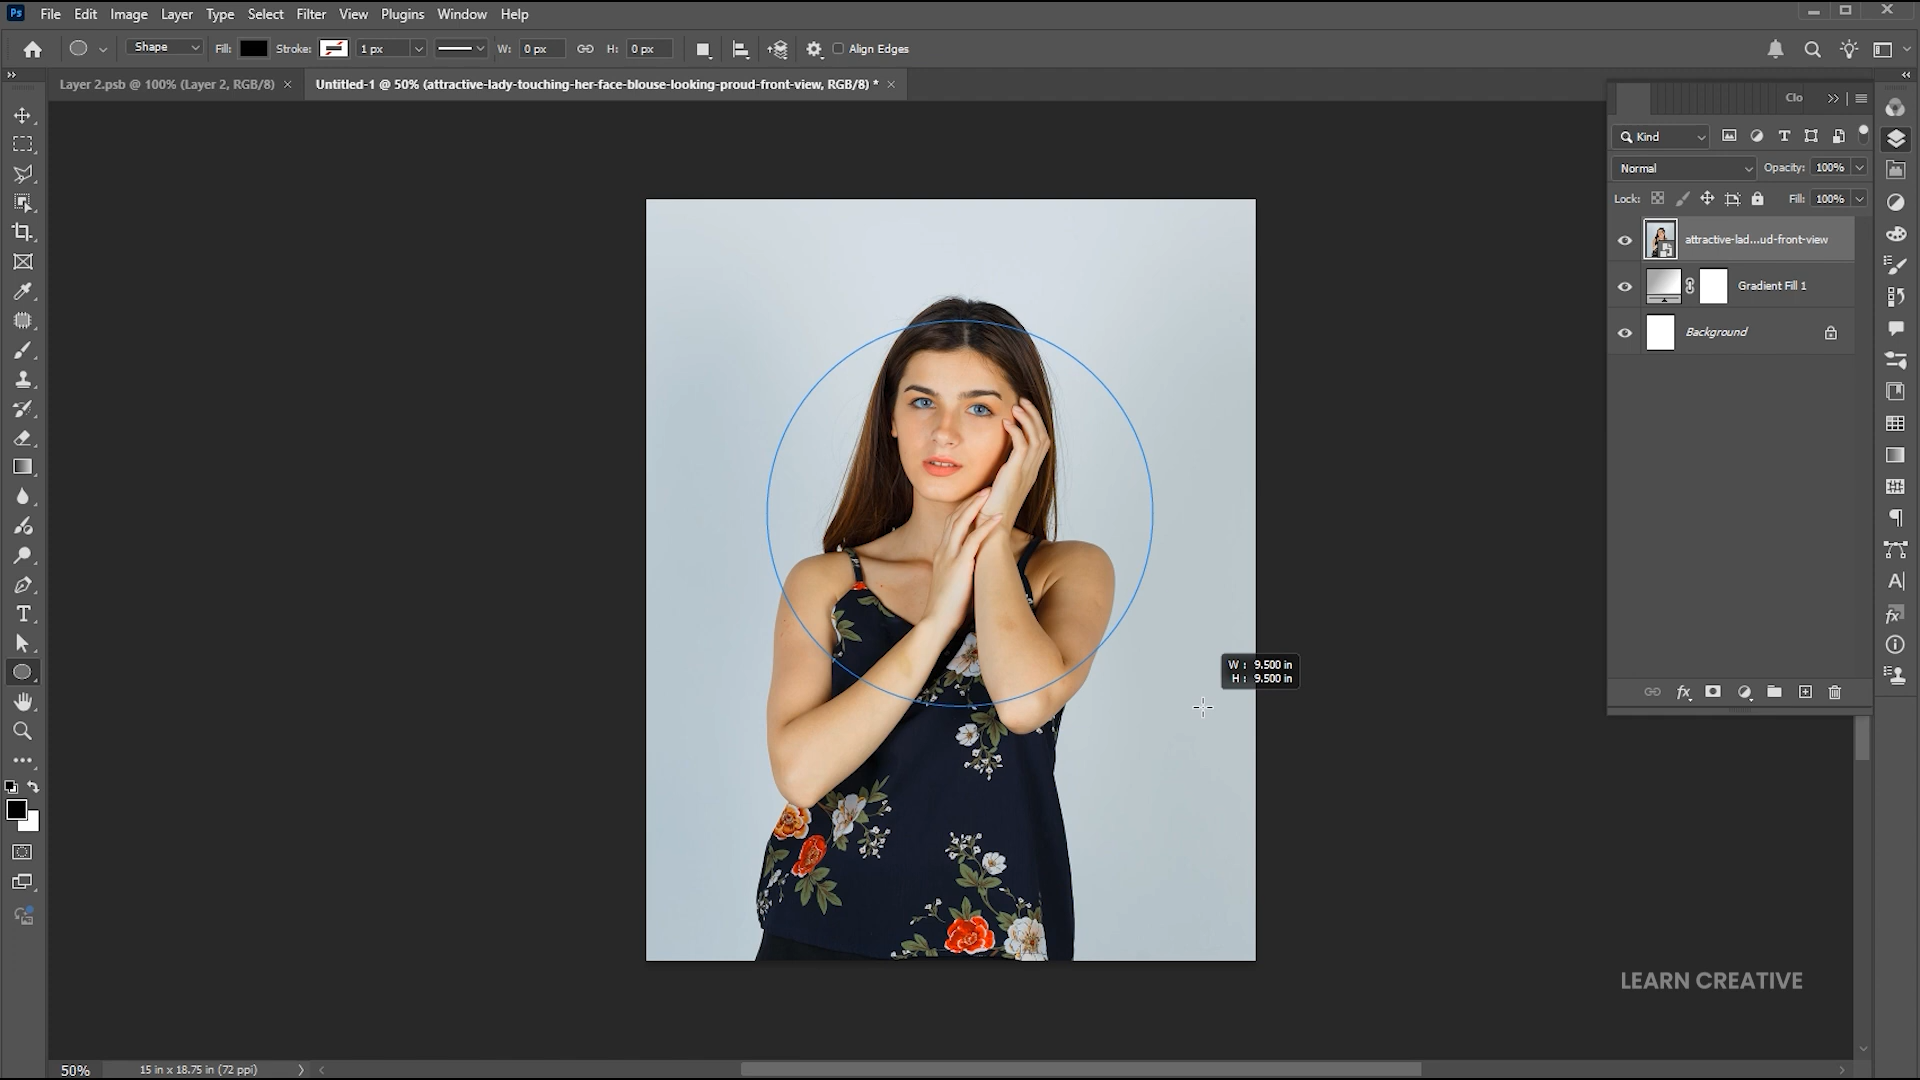 Ps File Edit Image Layer Type Select Filter View Plugins Window Help
Shape Fill: Stroke: 1 px W: 0 px H: 0 px Align Edges
Layer 2.psb @ 100% (Layer 2, RGB/8) × Untitled-1 @ 50% (attractive-lady-touching-her-face-blouse-looking-proud-front-view, RGB/8) * ×
Clo
Kind
Normal Opacity: 100%
Lock: Fill: 100%
attractive-lad...ud-front-view
Gradient Fill 1
Background
W : 9.500 in
H : 9.500 in
LEARN CREATIVE
50% 15 in x 18.75 in (72 ppi)